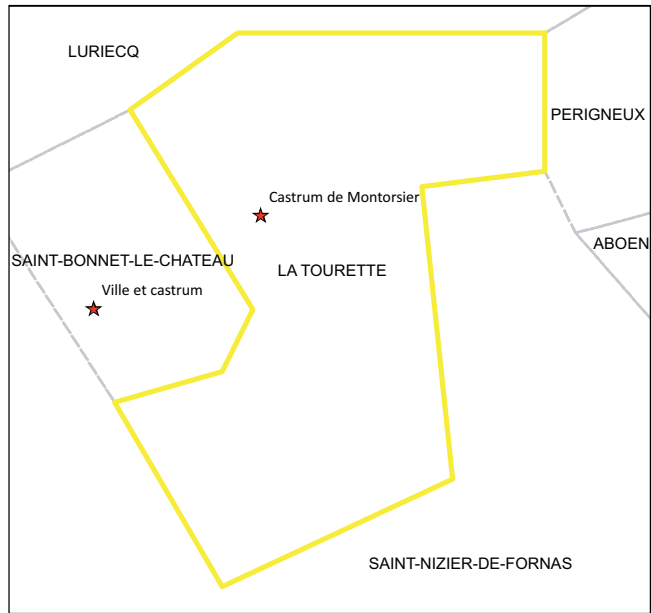 LURIECQ
PERIGNEUX
Castrum de Montorsier
ABOEN
SAINT-BONNET-LE-CHATEAU
LA TOURETTE
Ville et castrum
SAINT-NIZIER-DE-FORNAS